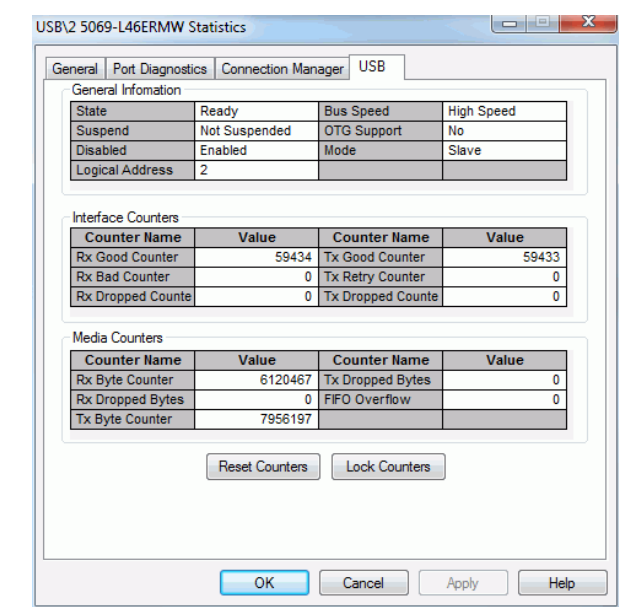 USB\2 5069-L46ERMW Statistics
General Port Diagnostics Connection Manager USB
General Infomation
State Ready Bus Speed High Speed
Suspend Not Suspended OTG Support No
Disabled Enabled Mode Slave
Logical Address 2
Interface Counters
Counter Name Value Counter Name Value
Rx Good Counter 59434 Tx Good Counter 59433
Rx Bad Counter 0 Tx Retry Counter 0
Rx Dropped Counte 0 Tx Dropped Counte 0
Media Counters
Counter Name Value Counter Name Value
Rx Byte Counter 6120467 Tx Dropped Bytes 0
Rx Dropped Bytes 0 FIFO Overflow 0
Tx Byte Counter 7956197
Reset Counters Lock Counters
OK Cancel Apply Help